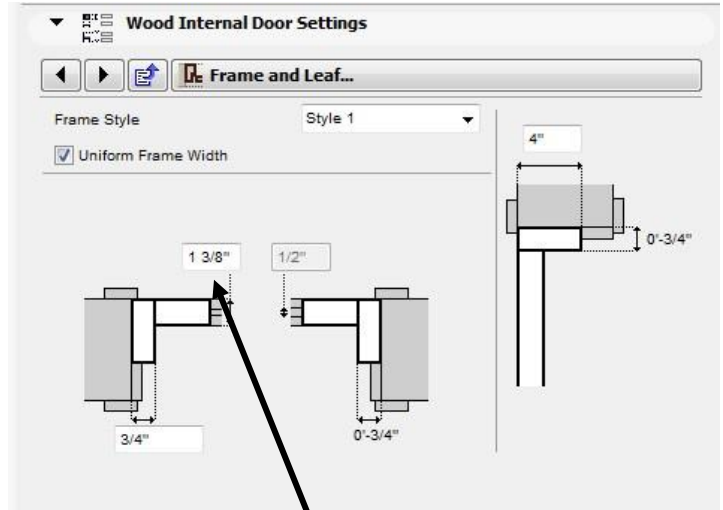 Wood Internal Door Settings
Frame and Leaf...
Frame Style
Style 1
Uniform Frame Width
4"
0'-3/4"
1 3/8"
1/2"
3/4"
0'-3/4"